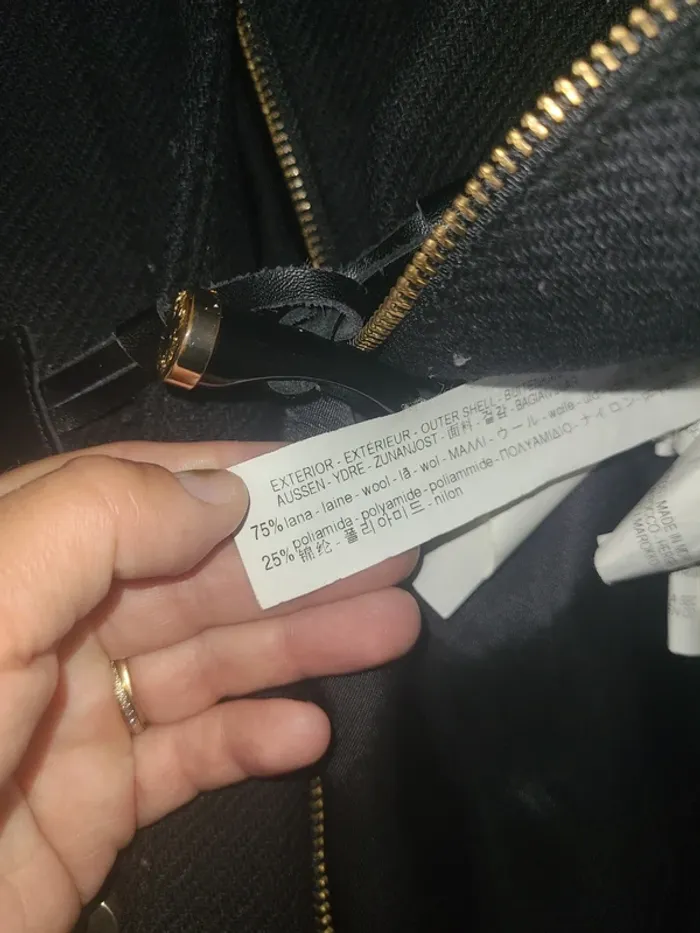 EXTERIOR - EXTÉRIEUR - OUTER SHELL -
AUSSEN - YDRE - ZUNANJOST - 面料 - 겉감 -
75% lana - laine - wool - lã - wol - ΜΑΛΛΙ - ウール - wolle -
25% poliamida - polyamide - poliammide - ΠΟΛΥΑΜΙΔΙΟ - ナイロン -
锦纶 - 폴리아미드 - nilon
MADE IN